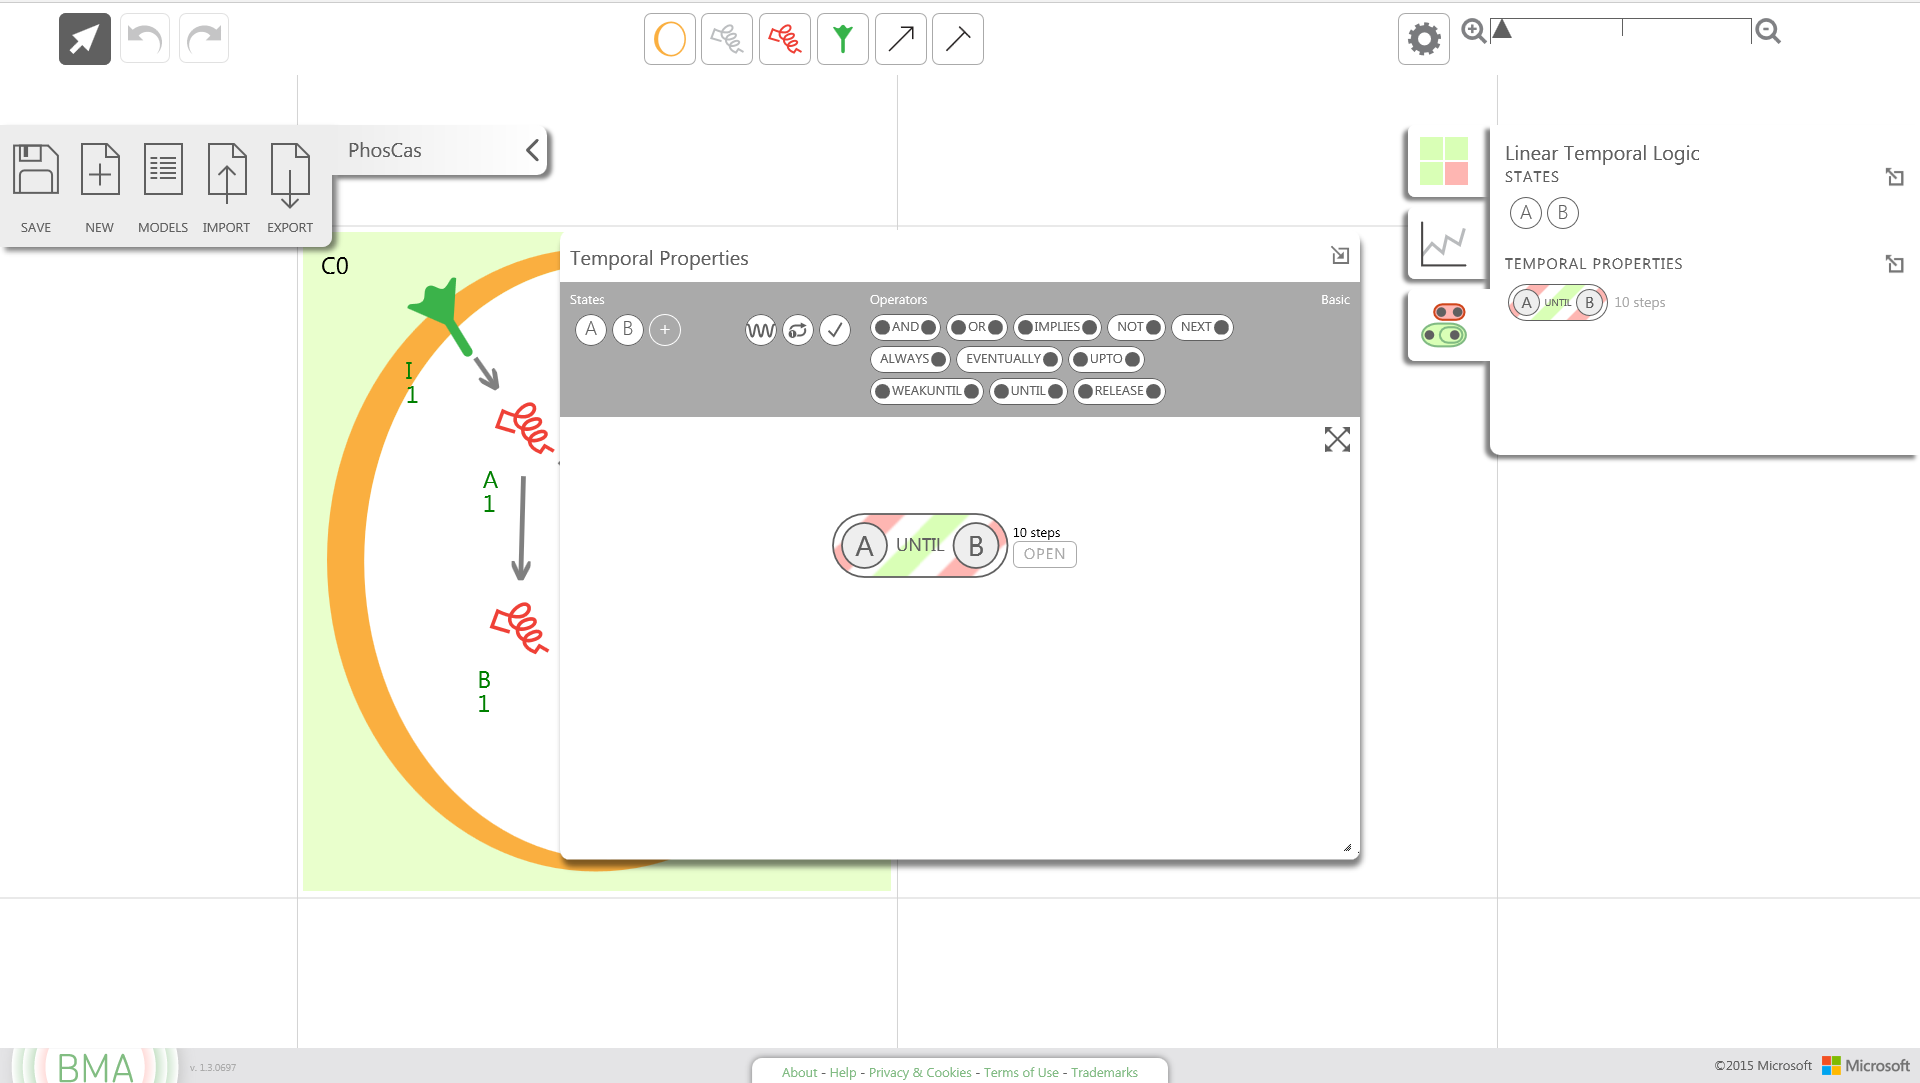 PhosCas
SAVE NEW MODELS IMPORT EXPORT
C0
I
1
A
1
B
1
Temporal Properties
States Operators Basic
A B + AND OR IMPLIES NOT NEXT
ALWAYS EVENTUALLY UPTO
WEAKUNTIL UNTIL RELEASE
A UNTIL B 10 steps
OPEN
Linear Temporal Logic
STATES
A B
TEMPORAL PROPERTIES
A UNTIL B 10 steps
BMA v. 1.3.0697
About - Help - Privacy & Cookies - Terms of Use - Trademarks
©2015 Microsoft Microsoft